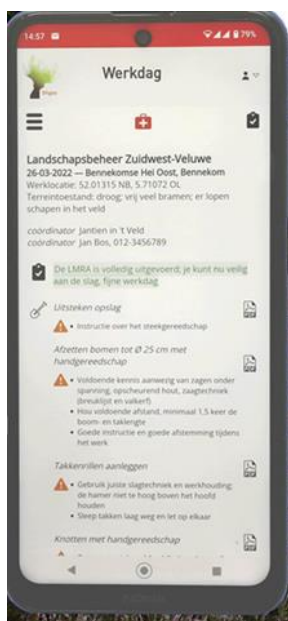 14:57
79%
Werkdag
Landschapsbeheer Zuidwest-Veluwe
26-03-2022 — Bennekomse Hei Oost, Bennekom
Werklocatie: 52.01315 NB, 5.71072 OL
Terreintoestand: droog; vrij veel bramen; er lopen
schapen in het veld
coördinator Jantien in 't Veld
coördinator Jan Bos, 012-3456789
De LMRA is volledig uitgevoerd; je kunt nu veilig
aan de slag, fijne werkdag
Uitsteken opslag
• Instructie over het steekgereedschap
Afzetten bomen tot Ø 25 cm met
handgereedschap
• Voldoende kennis aanwezig van zagen onder
spanning, opscheurend hout, zaagtechniek
(breuklijst en valkerf)
• Hou voldoende afstand, minimaal 1,5 keer de
boom- en taklengte
• Goede instructie en goede afstemming tijdens
het werk
Takkenrillen aanleggen
• Gebruik juiste slagtechniek en werkhouding;
de hamer niet te hoog boven het hoofd
houden
• Sleep takken laag weg en let op elkaar
Knotten met handgereedschap